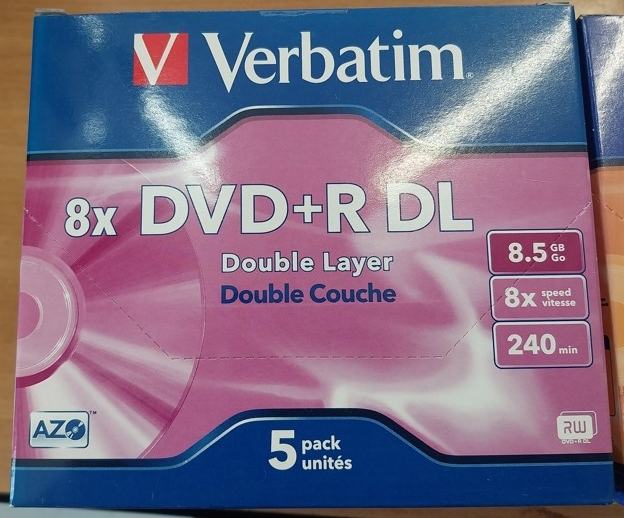 Verbatim®
8x DVD+R DL
Double Layer
Double Couche
8.5 GB
Go
8x speed
vitesse
240 min
AZO™
5 pack
unités
RW
DVD+R DL